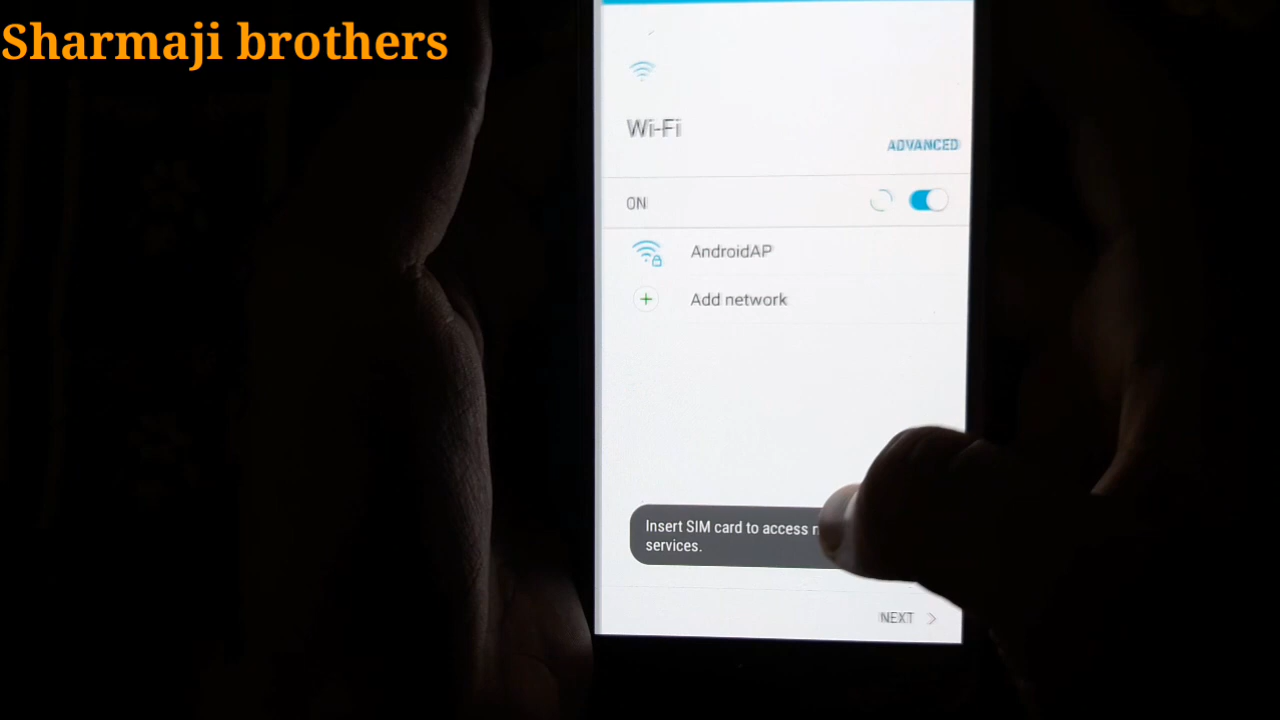 Sharmaji brothers
Wi-Fi
ADVANCED
ON
AndroidAP
Add network
Insert SIM card to access
services.
NEXT